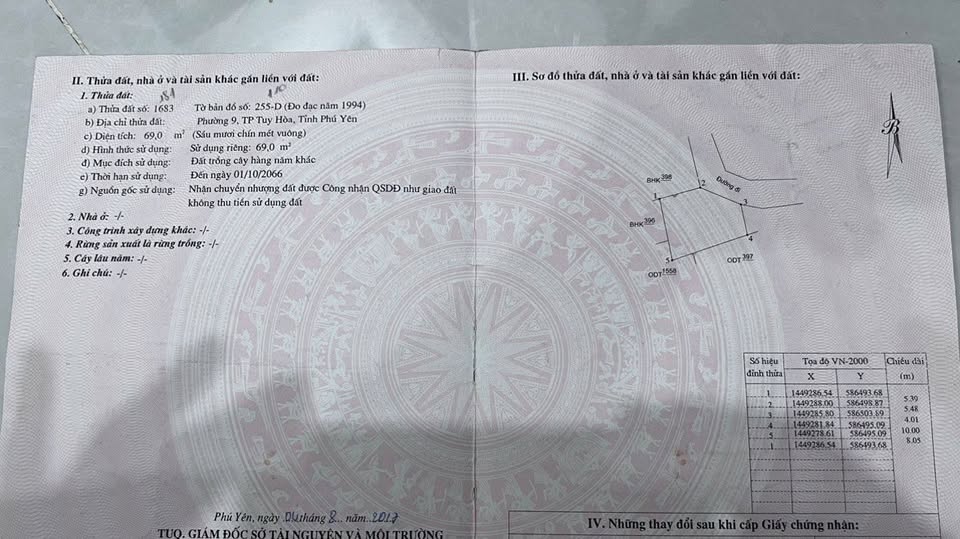 II. Thửa đất, nhà ở và tài sản khác gắn liền với đất:
1. Thửa đất:
a) Thửa đất số: 1683 Tờ bản đồ số: 255-D (Đo đạc năm 1994)
b) Địa chỉ thửa đất: Phường 9, TP Tuy Hòa, Tỉnh Phú Yên
c) Diện tích: 69,0 m² (Sáu mươi chín mét vuông)
d) Hình thức sử dụng: Sử dụng riêng: 69,0 m²
đ) Mục đích sử dụng: Đất trồng cây hàng năm khác
e) Thời hạn sử dụng: Đến ngày 01/10/2066
g) Nguồn gốc sử dụng: Nhận chuyển nhượng đất được Công nhận QSDĐ như giao đất
không thu tiền sử dụng đất
2. Nhà ở: -/-
3. Công trình xây dựng khác: -/-
4. Rừng sản xuất là rừng trồng: -/-
5. Cây lâu năm: -/-
6. Ghi chú: -/-
Phú Yên, ngày 04 tháng 8 năm 2017
TUQ. GIÁM ĐỐC SỞ TÀI NGUYÊN VÀ MÔI TRƯỜNG
III. Sơ đồ thửa đất, nhà ở và tài sản khác gắn liền với đất:
B
BHK 398
Đường đi
1
2
3
BHK 396
4
5
ODT 397
ODT 1558
Số hiệu đỉnh thửa Tọa độ VN-2000 Chiều dài (m)
X Y
1 1449286.54 586493.68
5.39
2 1449288.00 586498.87
5.48
3 1449285.80 586503.89
4.01
4 1449281.84
10.00
5 1449278.61 586495.09
8.05
1 1449286.54 586493.68
IV. Những thay đổi sau khi cấp Giấy chứng nhận: